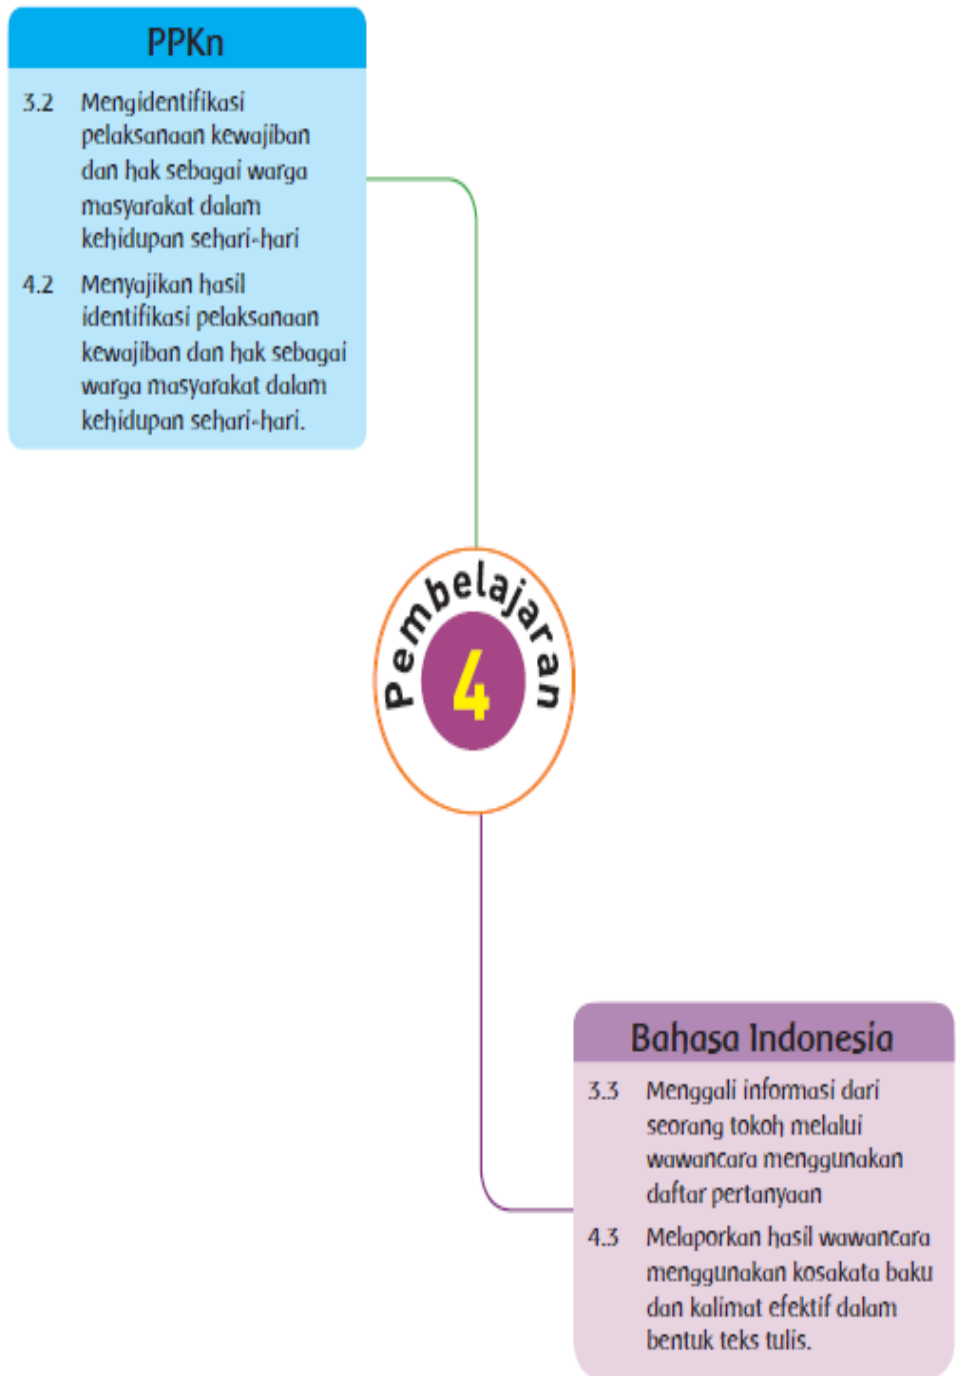 PPKn
3.2 Mengidentifikasi
pelaksanaan kewajiban
dan hak sebagai warga
masyarakat dalam
kehidupan sehari-hari
4.2 Menyajikan hasil
identifikasi pelaksanaan
kewajiban dan hak sebagai
warga masyarakat dalam
kehidupan sehari-hari.
Pembelajaran
4
Bahasa Indonesia
3.3 Menggali informasi dari
seorang tokoh melalui
wawancara menggunakan
daftar pertanyaan
4.3 Melaporkan hasil wawancara
menggunakan kosakata baku
dan kalimat efektif dalam
bentuk teks tulis.